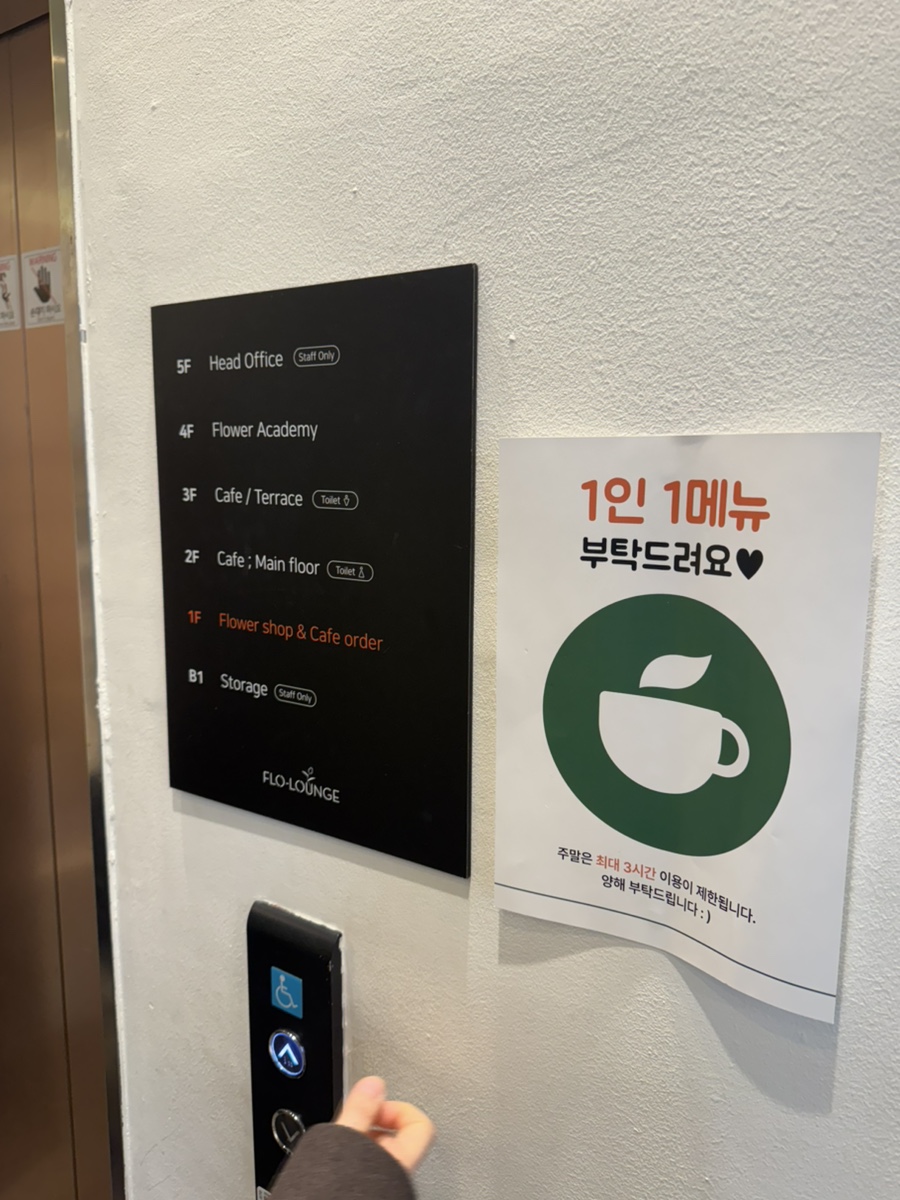 5F Head Office Staff Only
4F Flower Academy
3F Cafe / Terrace Toilet
2F Cafe ; Main floor Toilet
1F Flower shop & Cafe order
B1 Storage Staff Only
FLO-LOUNGE
1인 1메뉴
부탁드려요♥
주말은 최대 3시간 이용이 제한됩니다.
양해 부탁드립니다 : )